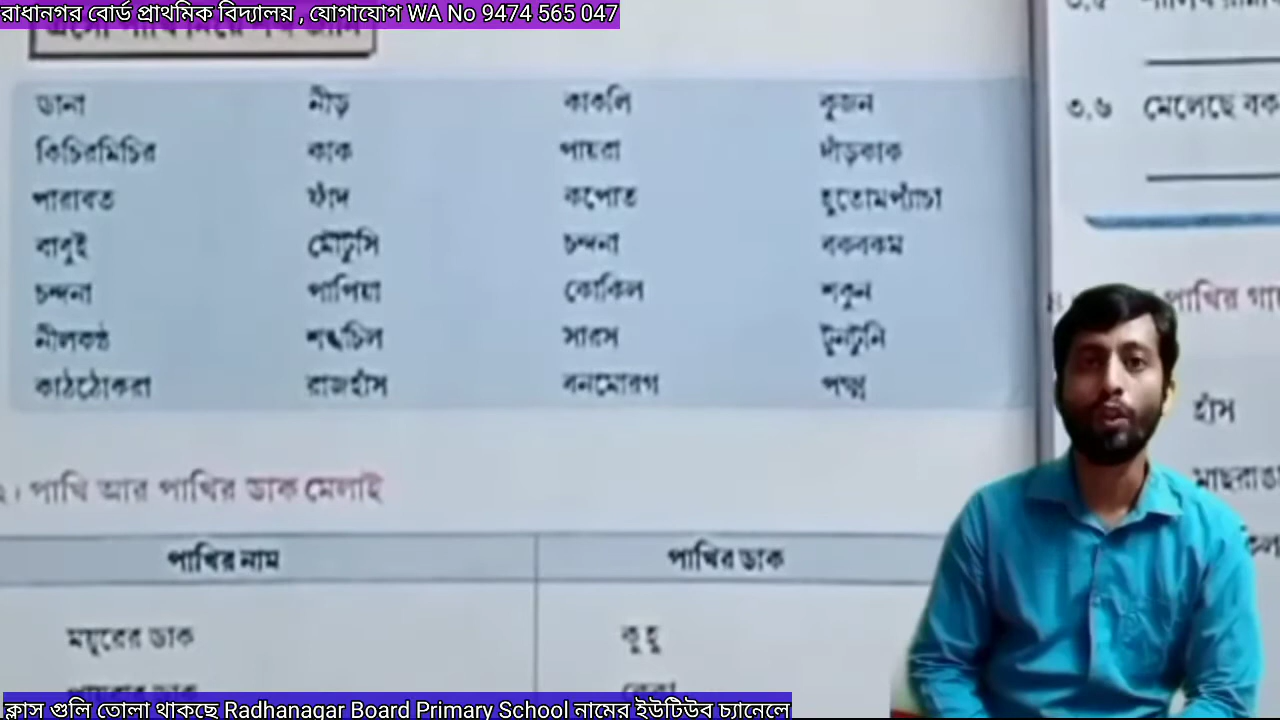 রাধানগর বোর্ড প্রাথমিক বিদ্যালয় , যোগাযোগ WA No 9474 565 047
ডানা নীড় কাকলি কূজন
কিচিরমিচির কাক পায়রা দাঁড়কাক
পারাবত ফাঁদ কপোত হুতোমপ্যাঁচা
বাবুই মৌটুসি চন্দনা বকবকম
চন্দনা পাপিয়া কোকিল শকুন
নীলকণ্ঠ শঙ্খচিল সারস টুনটুনি
কাঠঠোকরা রাজহাঁস বনমোরগ পক্ষ্ম
২। পাখি আর পাখির ডাক মেলাই
পাখির নাম পাখির ডাক
ময়ূরের ডাক কুহু
৩.৬ মেলেছে বক
পাখির
হাঁস
মাছরাঙা
ক্লাস গুলি তোলা থাকছে Radhanagar Board Primary School নামের ইউটিউব চ্যানেলে